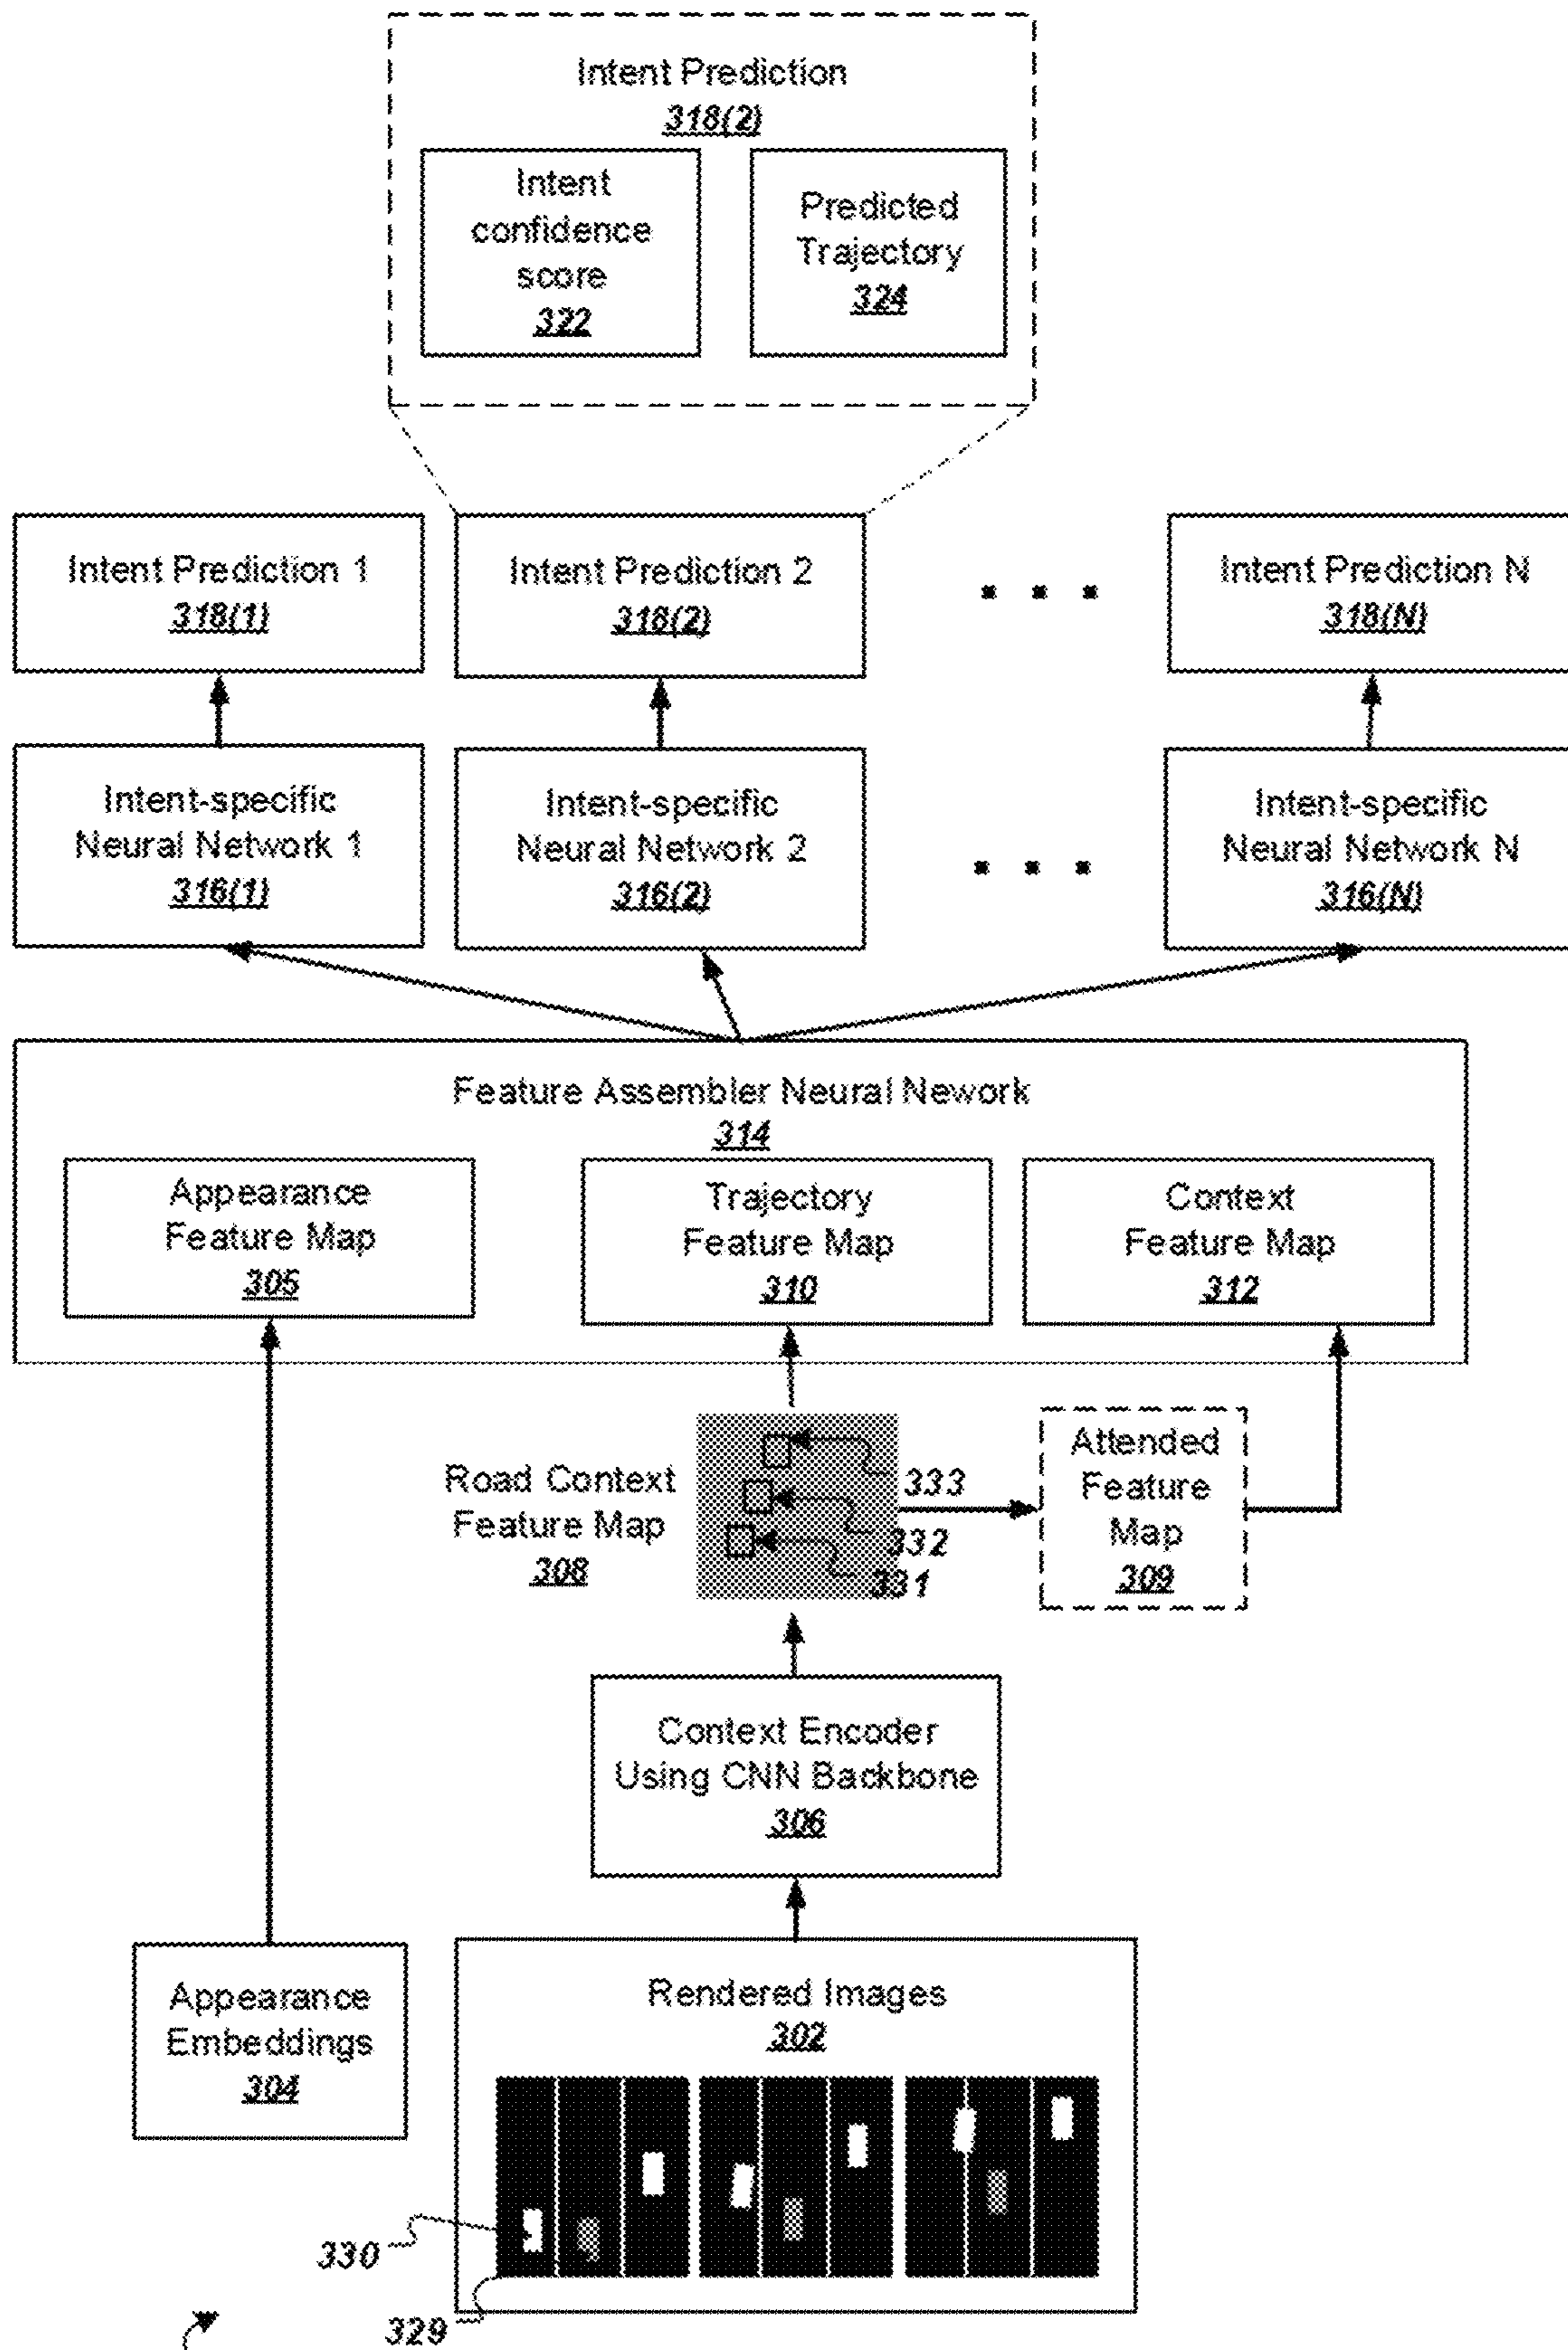 Intent Prediction
318(2)
Intent
confidence
score
322
Predicted
Trajectory
324
Intent Prediction 1
318(1)
Intent Prediction 2
318(2)
Intent Prediction N
318(N)
Intent-specific
Neural Network 1
316(1)
Intent-specific
Neural Network 2
316(2)
Intent-specific
Neural Network N
316(N)
Feature Assembler Neural Nework
314
Appearance
Feature Map
305
Trajectory
Feature Map
310
Context
Feature Map
312
Road Context
Feature Map
308
333
332
331
Attended
Feature
Map
309
Context Encoder
Using CNN Backbone
306
Appearance
Embeddings
304
Rendered Images
302
330
329